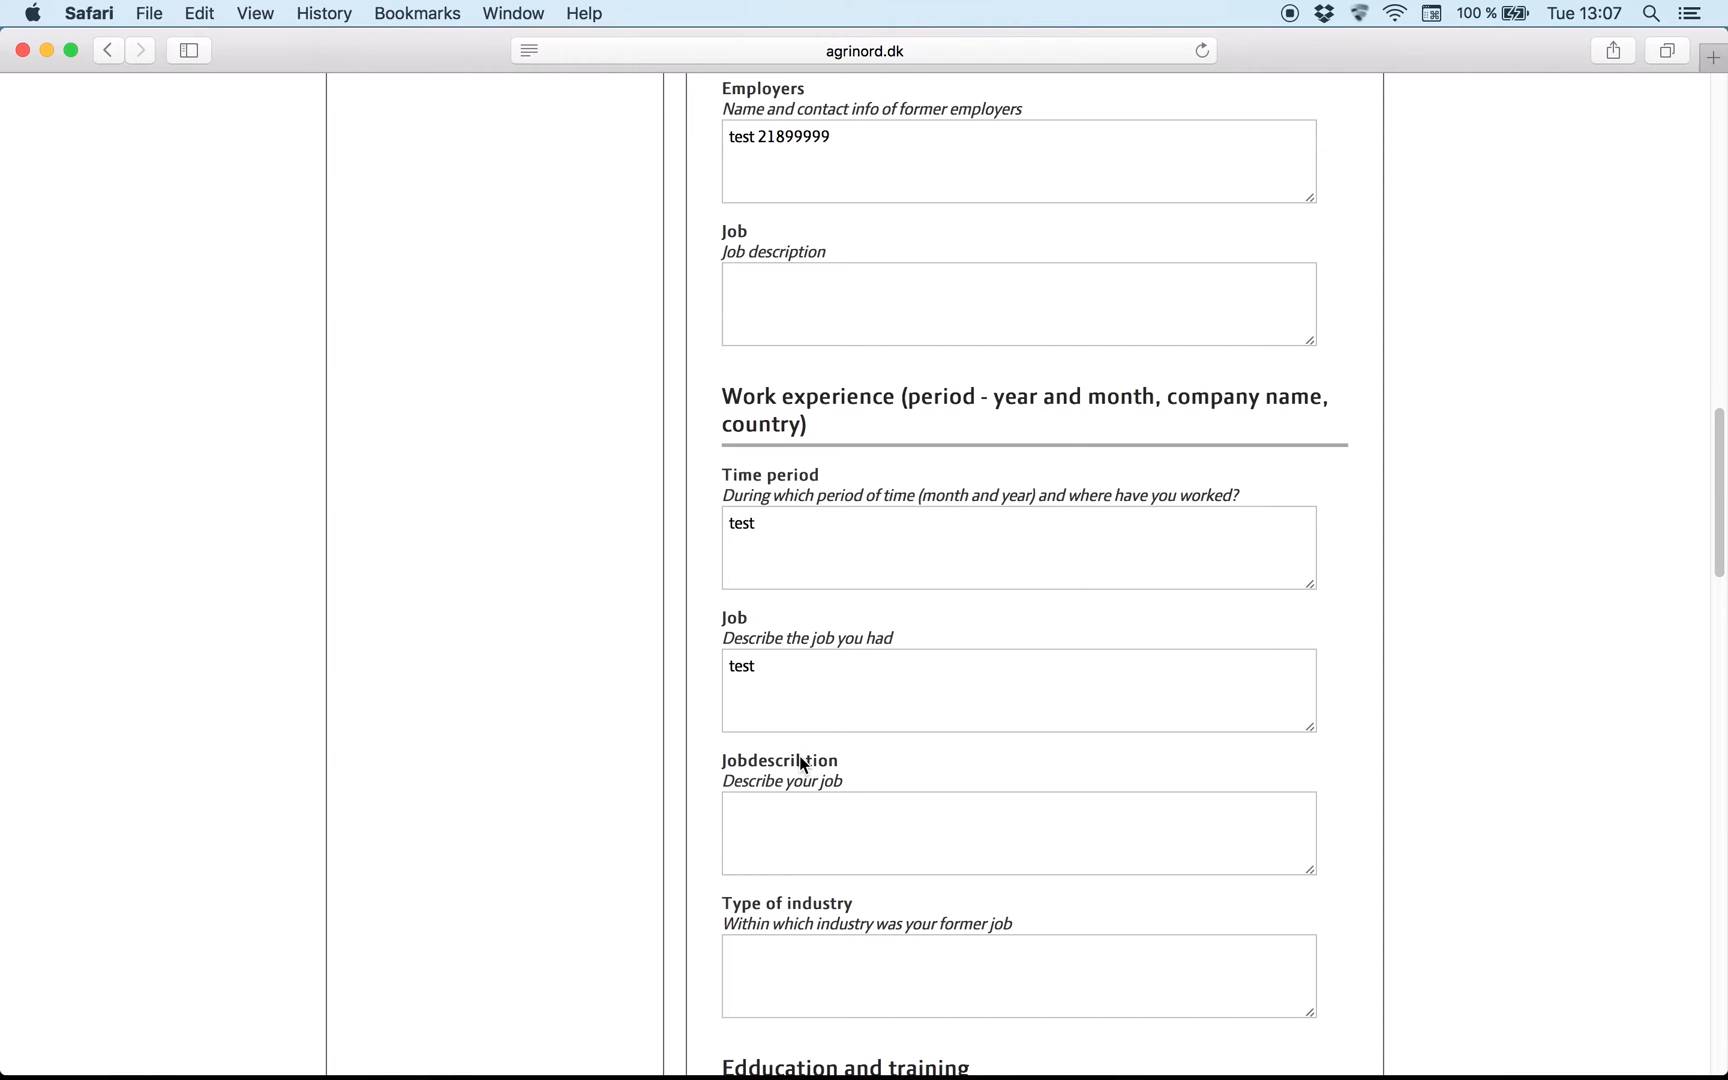 Safari File Edit View History Bookmarks Window Help 100 % Tue 13:07
agrinord.dk
Employers
Name and contact info of former employers
test 21899999
Job
Job description
Work experience (period - year and month, company name,
country)
Time period
During which period of time (month and year) and where have you worked?
test
Job
Describe the job you had
test
Jobdescribtion
Describe your job
Type of industry
Within which industry was your former job
Edducation and training